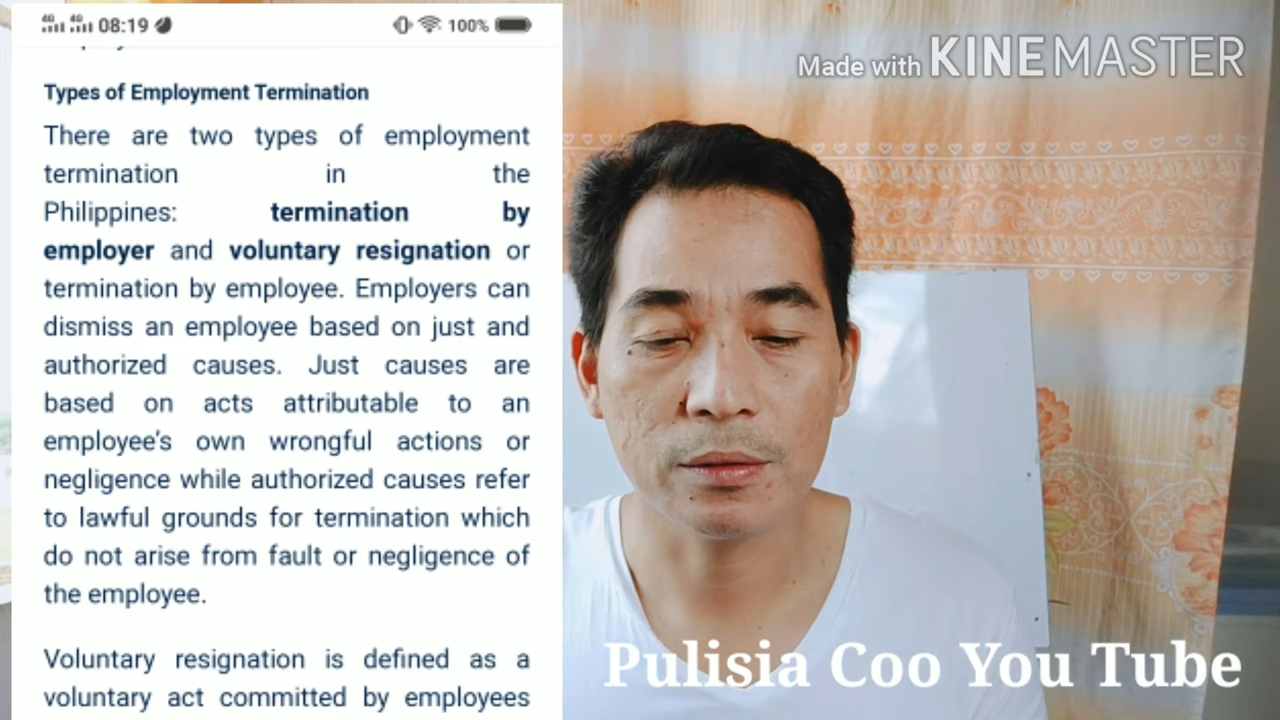 4G 4G 08:19 100%
Types of Employment Termination
There are two types of employment
termination in the
Philippines: termination by
employer and voluntary resignation or
termination by employee. Employers can
dismiss an employee based on just and
authorized causes. Just causes are
based on acts attributable to an
employee's own wrongful actions or
negligence while authorized causes refer
to lawful grounds for termination which
do not arise from fault or negligence of
the employee.
Voluntary resignation is defined as a
voluntary act committed by employees
Made with KINEMASTER
Pulisia Coo You Tube